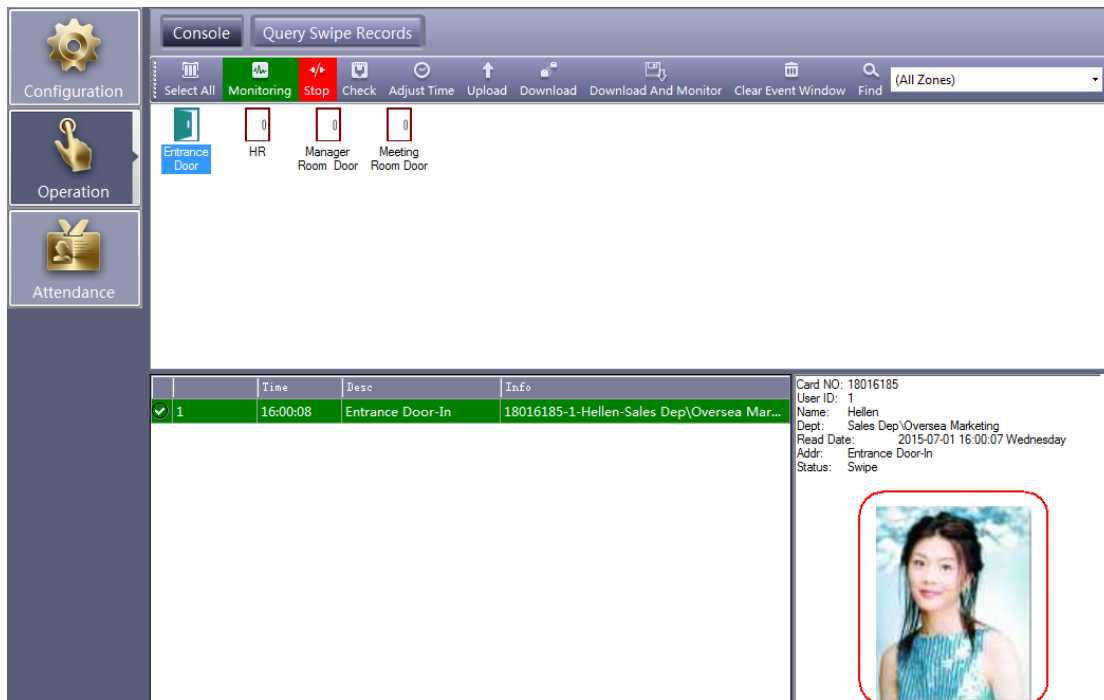 Console Query Swipe Records
Select All Monitoring Stop Check Adjust Time Upload Download Download And Monitor Clear Event Window Find (All Zones)
Configuration
Operation
Attendance
Entrance
Door
HR
Manager
Room Door
Meeting
Room Door
Time Desc Info
1 16:00:08 Entrance Door-In 18016185-1-Hellen-Sales Dep\Oversea Mar...
Card NO: 18016185
User ID: 1
Name: Hellen
Dept: Sales Dep\Oversea Marketing
Read Date: 2015-07-01 16:00:07 Wednesday
Addr: Entrance Door-In
Status: Swipe